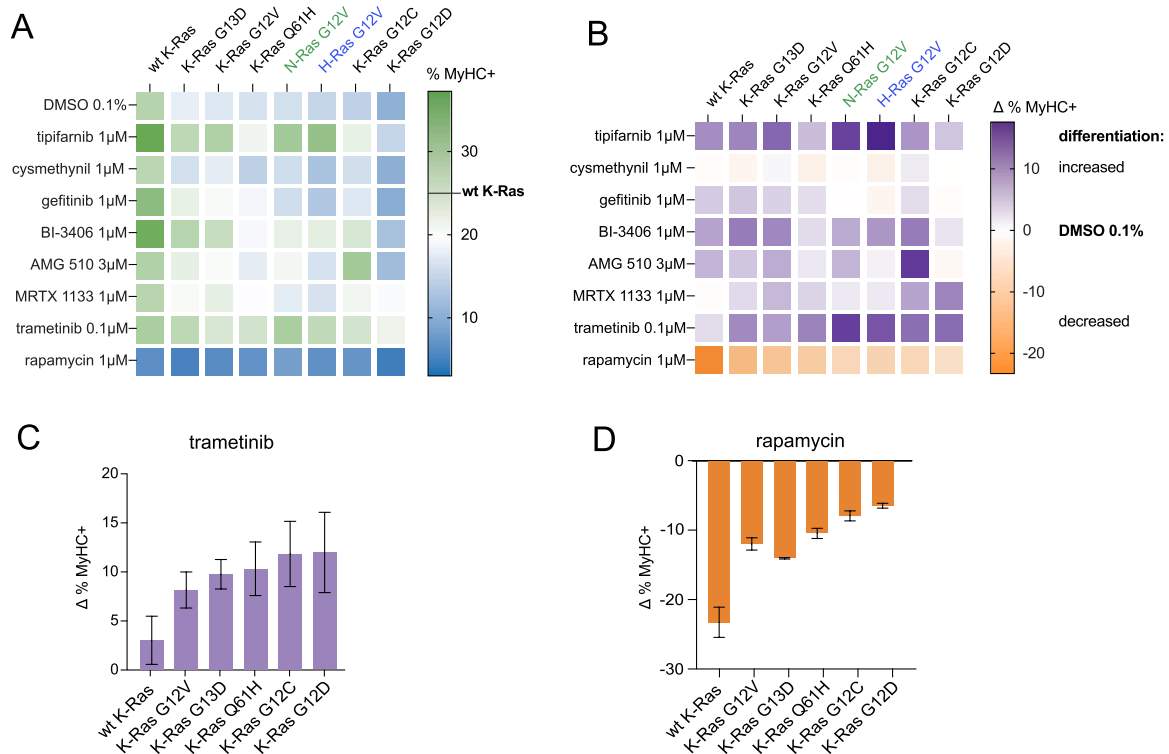 A
wt K-Ras
K-Ras G13D
K-Ras G12V
K-Ras Q61H
N-Ras G12V
H-Ras G12V
K-Ras G12C
K-Ras G12D
% MyHC+
DMSO 0.1%
tipifarnib 1µM
cysmethynil 1µM
gefitinib 1µM
BI-3406 1µM
AMG 510 3µM
MRTX 1133 1µM
trametinib 0.1µM
rapamycin 1µM
30
wt K-Ras
20
10
B
wt K-Ras
K-Ras G13D
K-Ras G12V
K-Ras Q61H
N-Ras G12V
H-Ras G12V
K-Ras G12C
K-Ras G12D
Δ % MyHC+
tipifarnib 1µM
cysmethynil 1µM
gefitinib 1µM
BI-3406 1µM
AMG 510 3µM
MRTX 1133 1µM
trametinib 0.1µM
rapamycin 1µM
10
0
-10
-20
differentiation:
increased
DMSO 0.1%
decreased
C
trametinib
Δ % MyHC+
20
15
10
5
0
wt K-Ras
K-Ras G12V
K-Ras G13D
K-Ras Q61H
K-Ras G12C
K-Ras G12D
D
rapamycin
Δ % MyHC+
0
-10
-20
-30
wt K-Ras
K-Ras G12V
K-Ras G13D
K-Ras Q61H
K-Ras G12C
K-Ras G12D